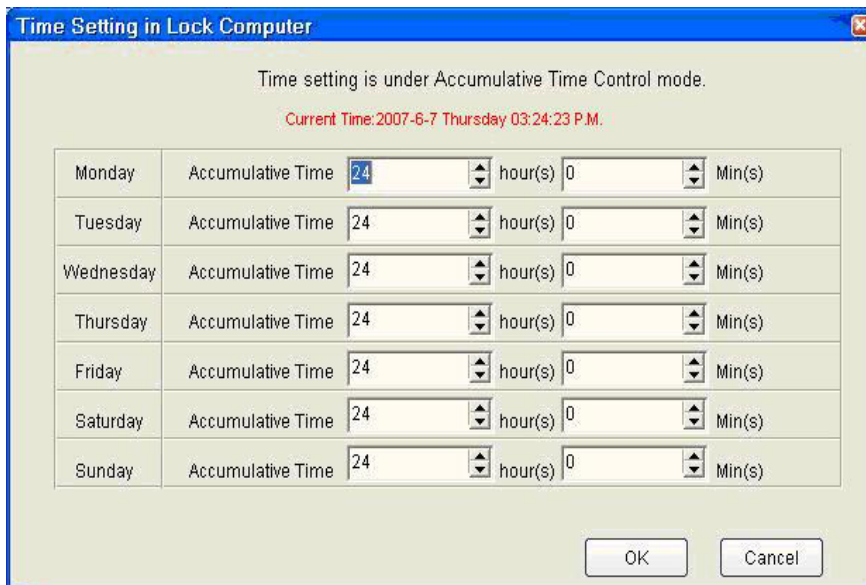 Time Setting in Lock Computer
Time setting is under Accumulative Time Control mode.
Current Time:2007-6-7 Thursday 03:24:23 P.M.
Monday Accumulative Time 24 hour(s) 0 Min(s)
Tuesday Accumulative Time 24 hour(s) 0 Min(s)
Wednesday Accumulative Time 24 hour(s) 0 Min(s)
Thursday Accumulative Time 24 hour(s) 0 Min(s)
Friday Accumulative Time 24 hour(s) 0 Min(s)
Saturday Accumulative Time 24 hour(s) 0 Min(s)
Sunday Accumulative Time 24 hour(s) 0 Min(s)
OK Cancel